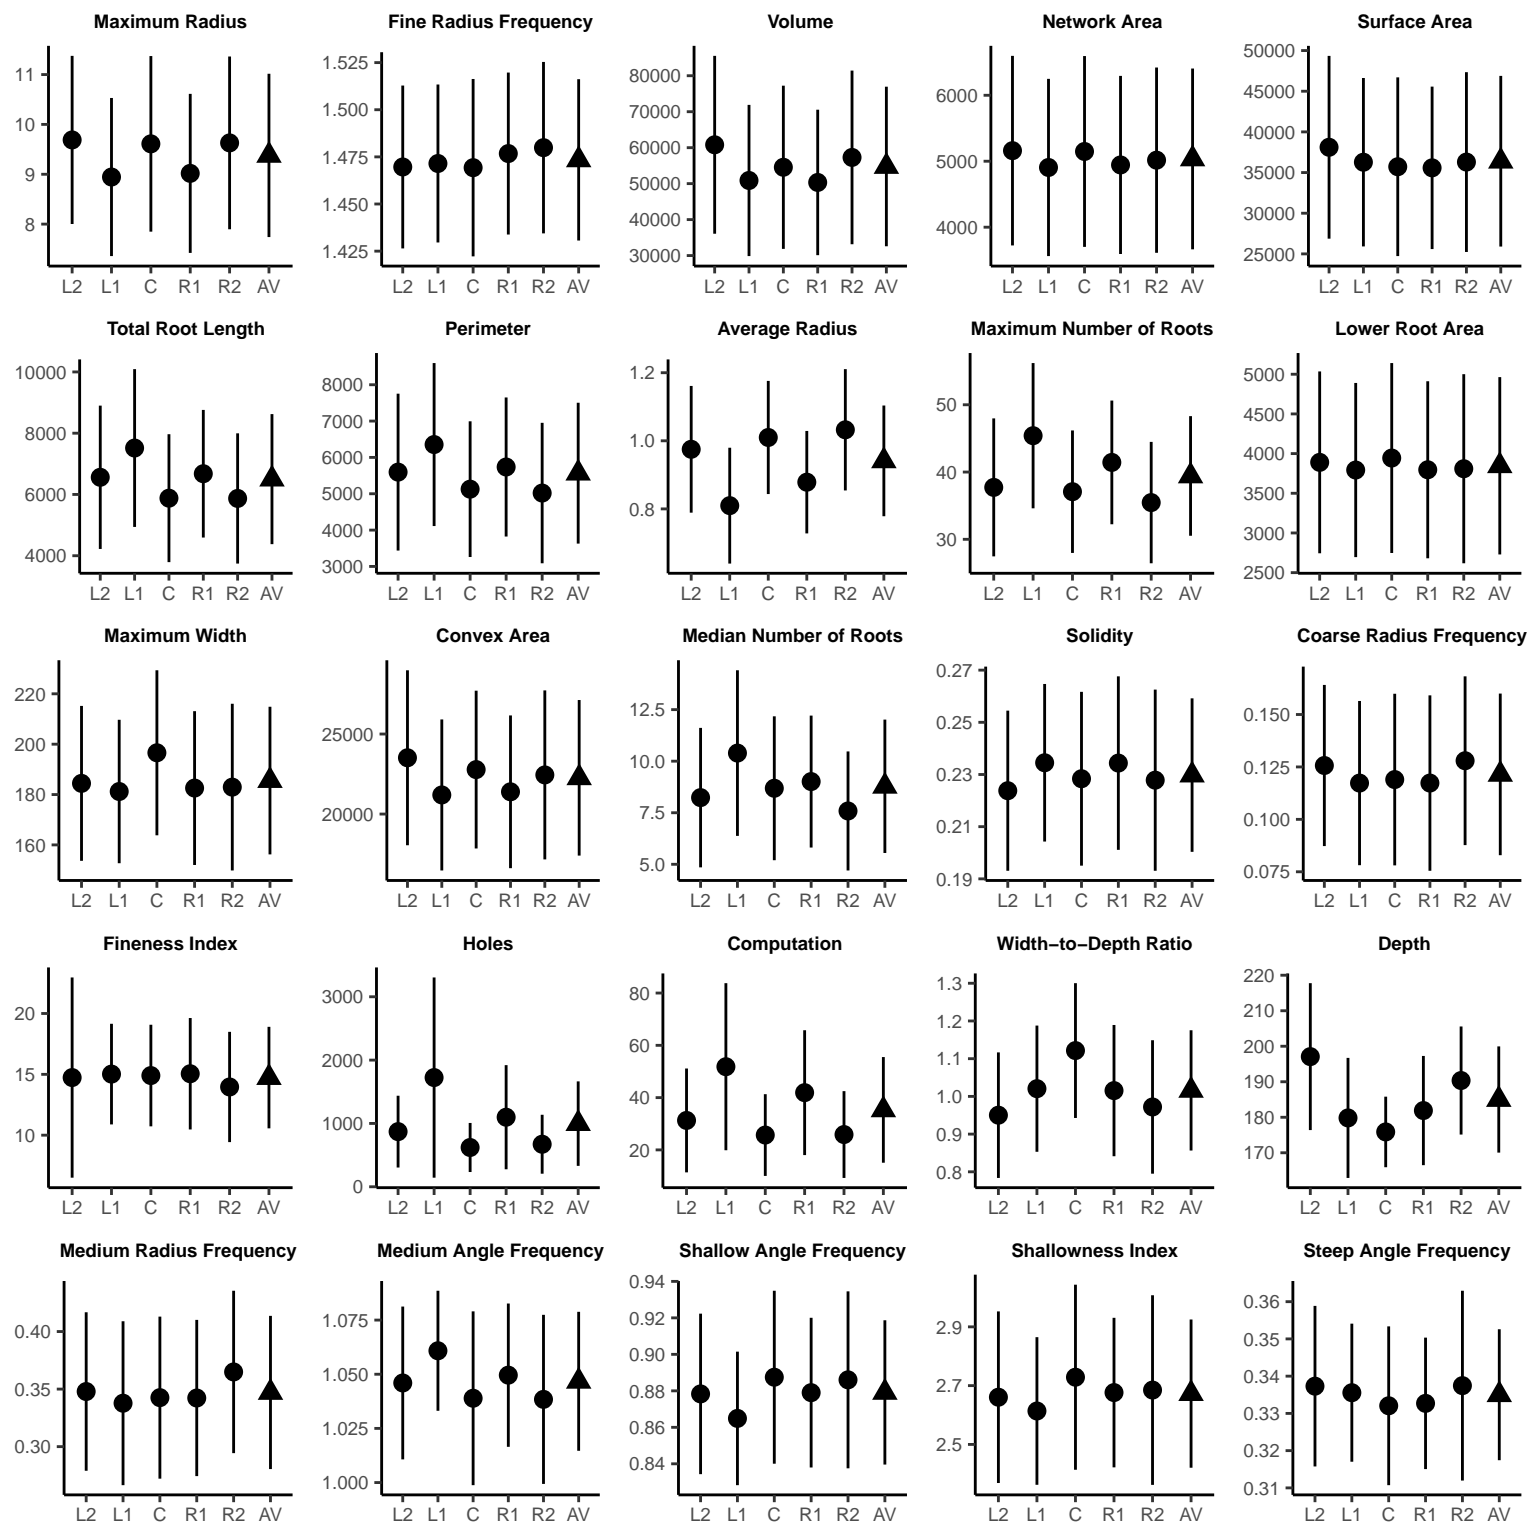 Maximum Radius
11
10
9
8
L2 L1 C R1 R2 AV
Fine Radius Frequency
1.525
1.500
1.475
1.450
1.425
L2 L1 C R1 R2 AV
Volume
80000
70000
60000
50000
40000
30000
L2 L1 C R1 R2 AV
Network Area
6000
5000
4000
L2 L1 C R1 R2 AV
Surface Area
50000
45000
40000
35000
30000
25000
L2 L1 C R1 R2 AV
Total Root Length
10000
8000
6000
4000
L2 L1 C R1 R2 AV
Perimeter
8000
7000
6000
5000
4000
3000
L2 L1 C R1 R2 AV
Average Radius
1.2
1.0
0.8
L2 L1 C R1 R2 AV
Maximum Number of Roots
50
40
30
L2 L1 C R1 R2 AV
Lower Root Area
5000
4500
4000
3500
3000
2500
L2 L1 C R1 R2 AV
Maximum Width
220
200
180
160
L2 L1 C R1 R2 AV
Convex Area
25000
20000
L2 L1 C R1 R2 AV
Median Number of Roots
12.5
10.0
7.5
5.0
L2 L1 C R1 R2 AV
Solidity
0.27
0.25
0.23
0.21
0.19
L2 L1 C R1 R2 AV
Coarse Radius Frequency
0.150
0.125
0.100
0.075
L2 L1 C R1 R2 AV
Fineness Index
20
15
10
L2 L1 C R1 R2 AV
Holes
3000
2000
1000
0
L2 L1 C R1 R2 AV
Computation
80
60
40
20
L2 L1 C R1 R2 AV
Width−to−Depth Ratio
1.3
1.2
1.1
1.0
0.9
0.8
L2 L1 C R1 R2 AV
Depth
220
210
200
190
180
170
L2 L1 C R1 R2 AV
Medium Radius Frequency
0.40
0.35
0.30
L2 L1 C R1 R2 AV
Medium Angle Frequency
1.075
1.050
1.025
1.000
L2 L1 C R1 R2 AV
Shallow Angle Frequency
0.94
0.92
0.90
0.88
0.86
0.84
L2 L1 C R1 R2 AV
Shallowness Index
2.9
2.7
2.5
L2 L1 C R1 R2 AV
Steep Angle Frequency
0.36
0.35
0.34
0.33
0.32
0.31
L2 L1 C R1 R2 AV